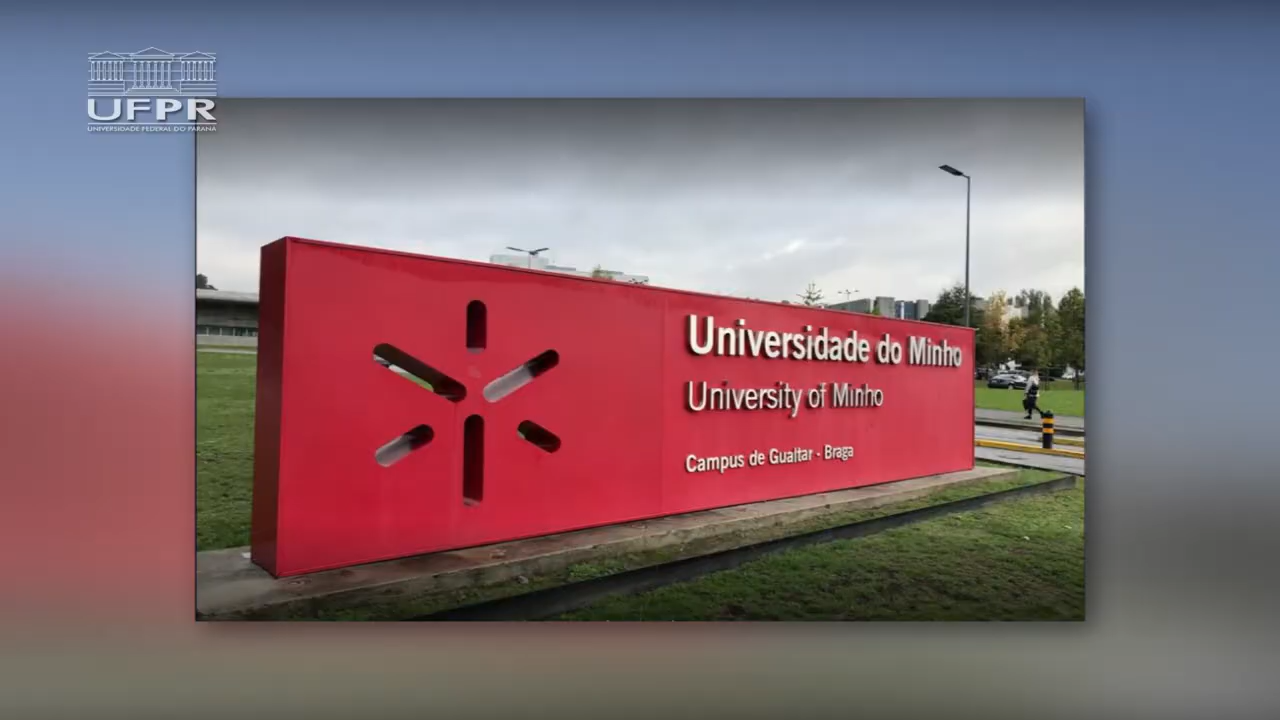 UFPR
UNIVERSIDADE FEDERAL DO PARANÁ
Universidade do Minho
University of Minho
Campus de Gualtar - Braga